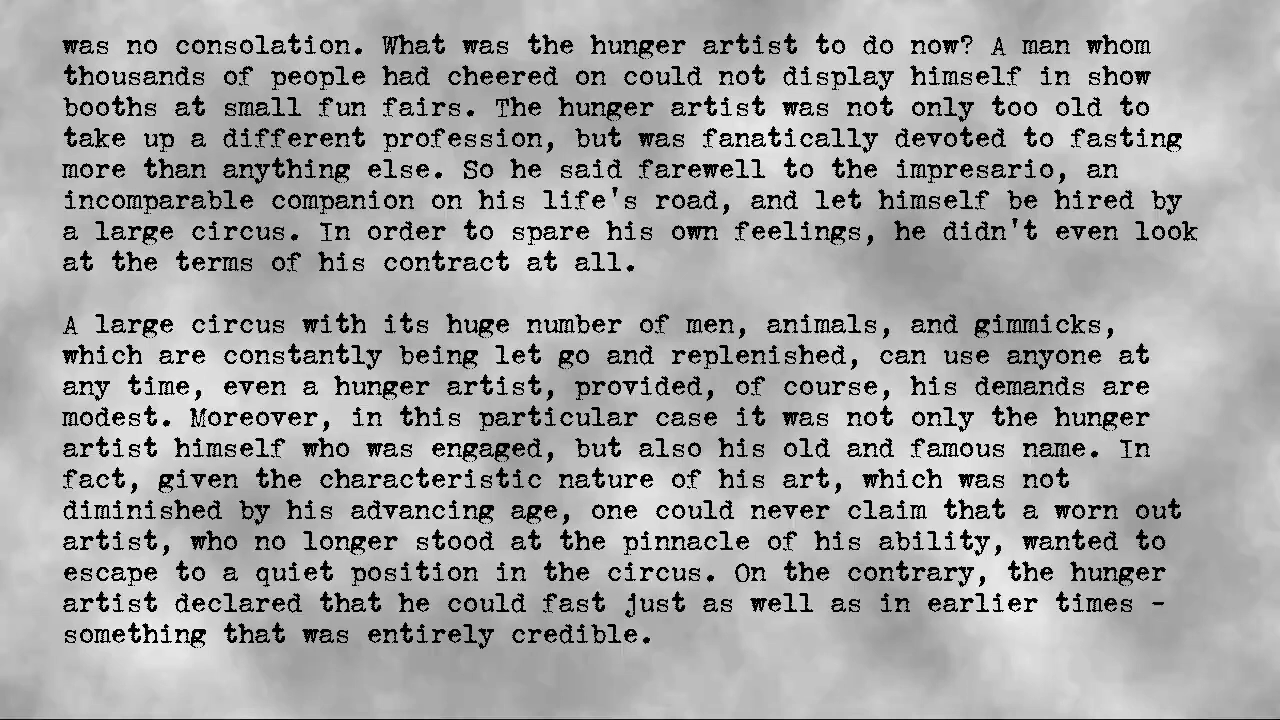 was no consolation. What was the hunger artist to do now? A man whom
thousands of people had cheered on could not display himself in show
booths at small fun fairs. The hunger artist was not only too old to
take up a different profession, but was fanatically devoted to fasting
more than anything else. So he said farewell to the impresario, an
incomparable companion on his life's road, and let himself be hired by
a large circus. In order to spare his own feelings, he didn't even look
at the terms of his contract at all.

A large circus with its huge number of men, animals, and gimmicks,
which are constantly being let go and replenished, can use anyone at
any time, even a hunger artist, provided, of course, his demands are
modest. Moreover, in this particular case it was not only the hunger
artist himself who was engaged, but also his old and famous name. In
fact, given the characteristic nature of his art, which was not
diminished by his advancing age, one could never claim that a worn out
artist, who no longer stood at the pinnacle of his ability, wanted to
escape to a quiet position in the circus. On the contrary, the hunger
artist declared that he could fast just as well as in earlier times -
something that was entirely credible.